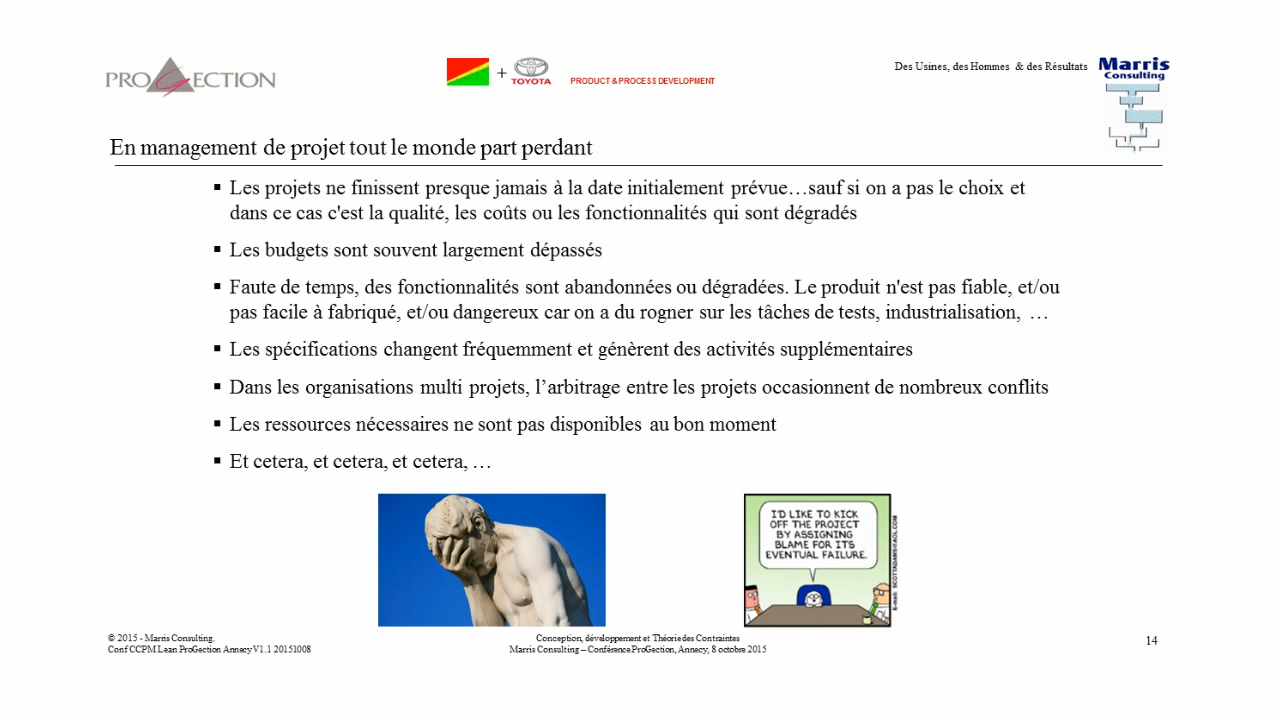 PROGECTION
+
TOYOTA
PRODUCT & PROCESS DEVELOPMENT
Des Usines, des Hommes & des Résultats
Marris
Consulting
En management de projet tout le monde part perdant
▪ Les projets ne finissent presque jamais à la date initialement prévue…sauf si on a pas le choix et
dans ce cas c'est la qualité, les coûts ou les fonctionnalités qui sont dégradés
▪ Les budgets sont souvent largement dépassés
▪ Faute de temps, des fonctionnalités sont abandonnées ou dégradées. Le produit n'est pas fiable, et/ou
pas facile à fabriqué, et/ou dangereux car on a du rogner sur les tâches de tests, industrialisation, …
▪ Les spécifications changent fréquemment et génèrent des activités supplémentaires
▪ Dans les organisations multi projets, l’arbitrage entre les projets occasionnent de nombreux conflits
▪ Les ressources nécessaires ne sont pas disponibles au bon moment
▪ Et cetera, et cetera, et cetera, …
I'D LIKE TO KICK
OFF THE PROJECT
BY ASSIGNING
BLAME FOR ITS
EVENTUAL FAILURE.
E-mail: SCOTTADAMS@AOL.COM
© 2015 - Marris Consulting.
Conf CCPM Lean ProGection Annecy V1.1 20151008
Conception, développement et Théorie des Contraintes
Marris Consulting – Conférence ProGection, Annecy, 8 octobre 2015
14